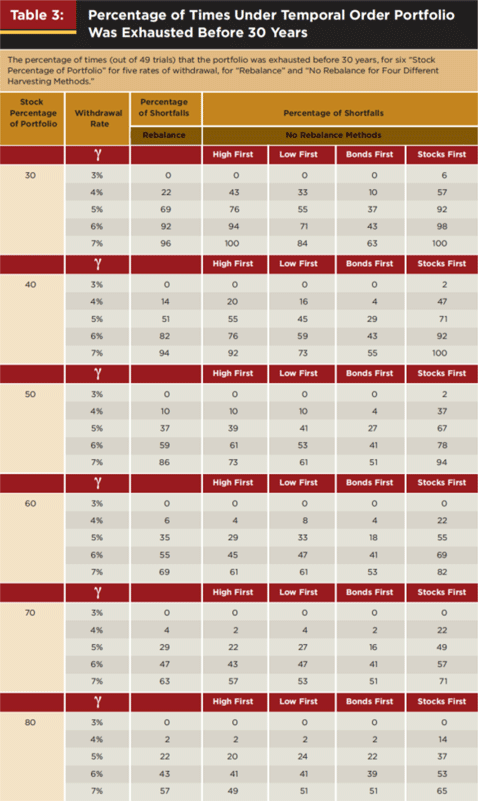 Table 3:
Percentage of Times Under Temporal Order Portfolio
Was Exhausted Before 30 Years
The percentage of times (out of 49 trials) that the portfolio was exhausted before 30 years, for six “Stock
Percentage of Portfolio” for five rates of withdrawal, for “Rebalance” and “No Rebalance for Four Different
Harvesting Methods.”
Stock Percentage of Portfolio Withdrawal Rate Percentage of Shortfalls Percentage of Shortfalls
Rebalance No Rebalance Methods
γ High First Low First Bonds First Stocks First
30 3% 0 0 0 0 6
4% 22 43 33 10 57
5% 69 76 55 37 92
6% 92 94 71 43 98
7% 96 100 84 63 100
γ High First Low First Bonds First Stocks First
40 3% 0 0 0 0 2
4% 14 20 16 4 47
5% 51 55 45 29 71
6% 82 76 59 43 92
7% 94 92 73 55 100
γ High First Low First Bonds First Stocks First
50 3% 0 0 0 0 2
4% 10 10 10 4 37
5% 37 39 41 27 67
6% 59 61 53 41 78
7% 86 73 61 51 94
γ High First Low First Bonds First Stocks First
60 3% 0 0 0 0 0
4% 6 4 8 4 22
5% 35 29 33 18 55
6% 55 45 47 41 69
7% 69 61 61 53 82
γ High First Low First Bonds First Stocks First
70 3% 0 0 0 0 0
4% 4 2 4 2 22
5% 29 22 27 16 49
6% 47 43 47 41 57
7% 63 57 53 51 71
γ High First Low First Bonds First Stocks First
80 3% 0 0 0 0 0
4% 2 2 2 2 14
5% 22 20 24 22 37
6% 43 41 41 39 53
7% 57 49 51 51 65